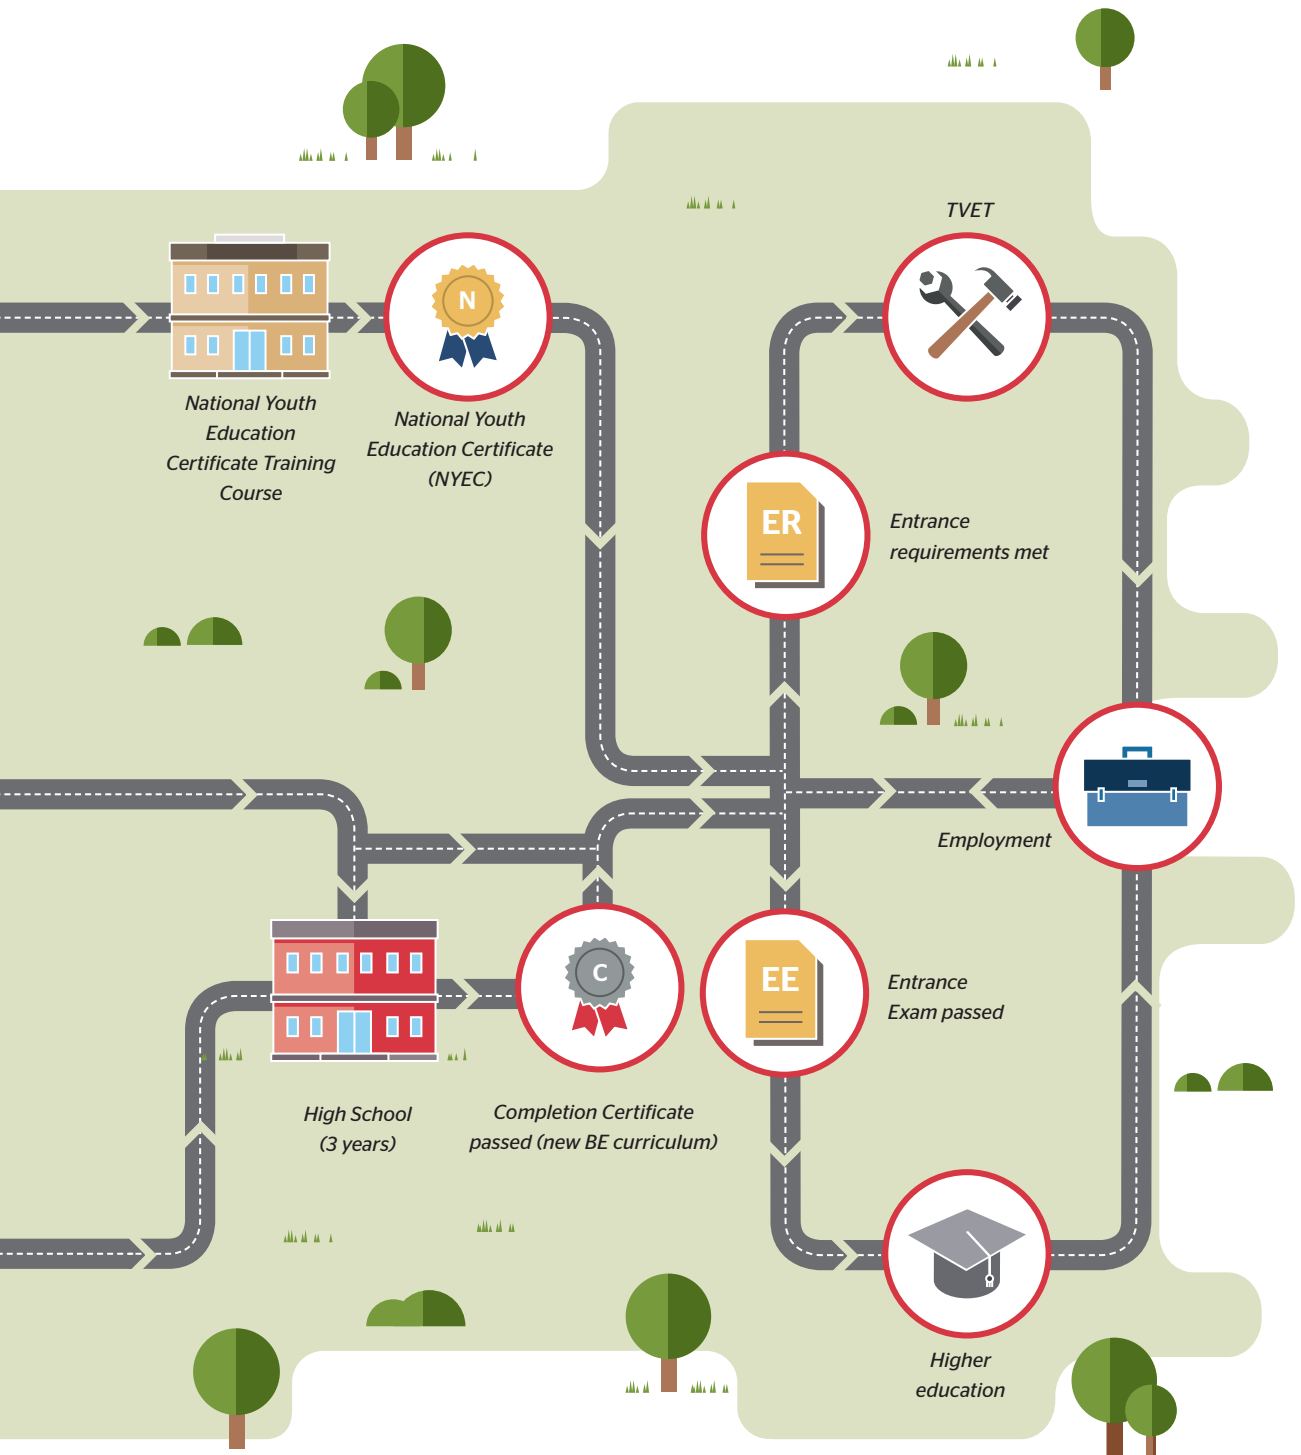 TVET
N
National Youth
Education
Certificate Training
Course
National Youth
Education Certificate
(NYEC)
ER
Entrance
requirements met
Employment
C
EE
Entrance
Exam passed
High School
(3 years)
Completion Certificate
passed (new BE curriculum)
Higher
education